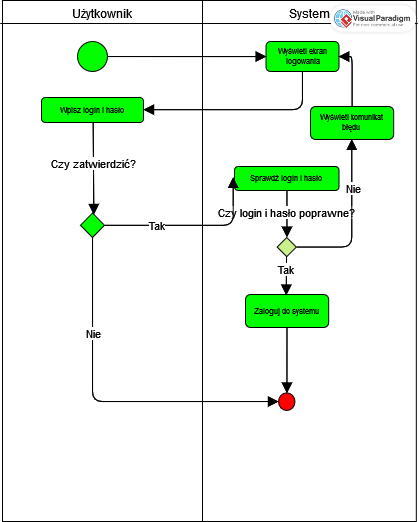 Użytkownik
System
Made with
Visual Paradigm
For non-commercial use
Wyświetl ekran
logowania
Wpisz login i hasło
Wyświetl komunikat
błędu
Czy zatwierdzić?
Sprawdź login i hasło
Nie
Czy login i hasło poprawne?
Tak
Tak
Zaloguj do systemu
Nie